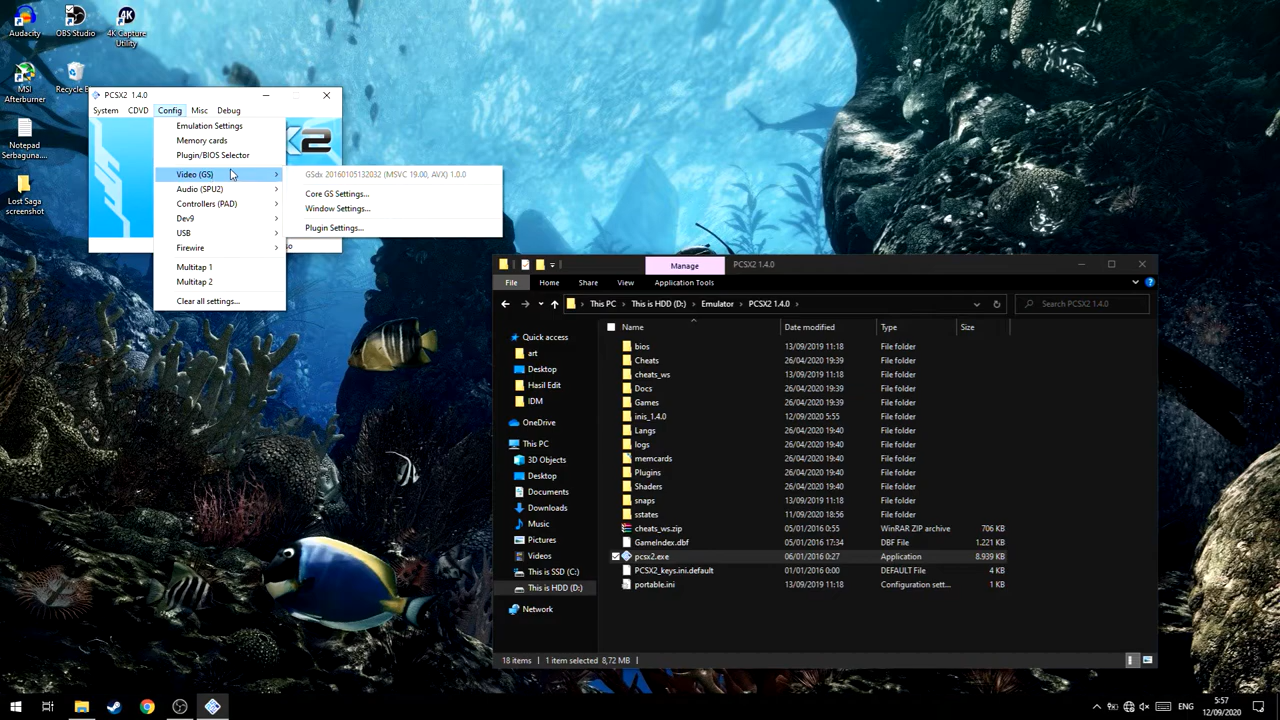 Audacity
OBS Studio
4K Capture
Utility
MSI
Afterburner
Recycle
Notepad
Serbaguna...
Lost Saga
screenshot
PCSX2 1.4.0
System CDVD Config Misc Debug
Emulation Settings
Memory cards
Plugin/BIOS Selector
Video (GS)
Audio (SPU2)
Controllers (PAD)
Dev9
USB
Firewire
Multitap 1
Multitap 2
Clear all settings...
GSdx 20160105132032 (MSVC 19.00, AVX) 1.0.0
Core GS Settings...
Window Settings...
Plugin Settings...
Manage PCSX2 1.4.0
File Home Share View Application Tools
This PC › This is HDD (D:) › Emulator › PCSX2 1.4.0 ›
Search PCSX2 1.4.0
Name Date modified Type Size
Quick access
art
Desktop
Hasil Edit
IDM
OneDrive
This PC
3D Objects
Desktop
Documents
Downloads
Music
Pictures
Videos
This is SSD (C:)
This is HDD (D:)
Network
bios 13/09/2019 11:18 File folder
Cheats 26/04/2020 19:39 File folder
cheats_ws 13/09/2019 11:18 File folder
Docs 26/04/2020 19:39 File folder
Games 26/04/2020 19:39 File folder
inis_1.4.0 12/09/2020 5:55 File folder
Langs 26/04/2020 19:40 File folder
logs 26/04/2020 19:40 File folder
memcards 26/04/2020 19:40 File folder
Plugins 26/04/2020 19:40 File folder
Shaders 26/04/2020 19:40 File folder
snaps 13/09/2019 11:18 File folder
sstates 11/09/2020 18:56 File folder
cheats_ws.zip 05/01/2016 0:55 WinRAR ZIP archive 706 KB
GameIndex.dbf 05/01/2016 17:34 DBF File 1.221 KB
pcsx2.exe 06/01/2016 0:27 Application 8.939 KB
PCSX2_keys.ini.default 01/01/2016 0:00 DEFAULT File 4 KB
portable.ini 13/09/2019 11:18 Configuration sett... 1 KB
18 items 1 item selected 8,72 MB
ENG
5:57
12/09/2020